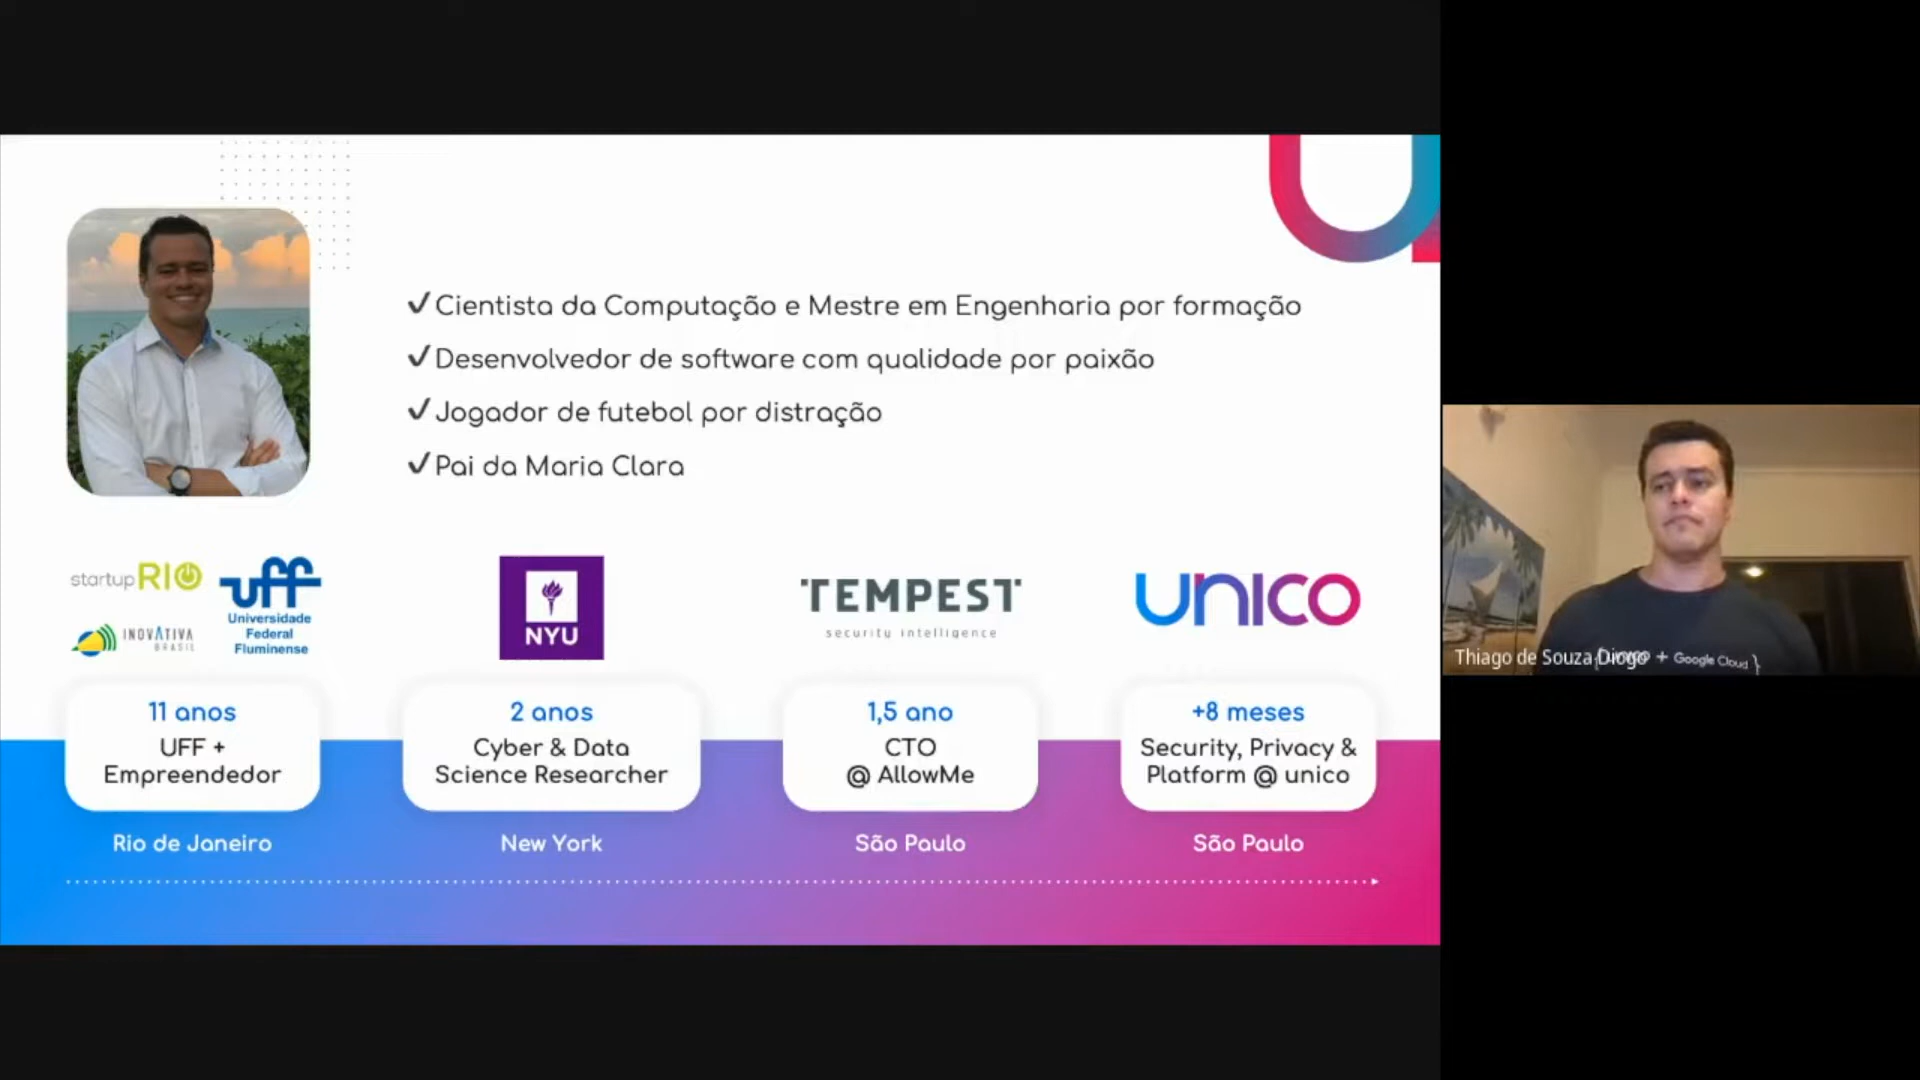 ✓Cientista da Computação e Mestre em Engenharia por formação
✓Desenvolvedor de software com qualidade por paixão
✓Jogador de futebol por distração
✓Pai da Maria Clara
startupRIO
INOVATIVA
BRASIL
uff
Universidade
Federal
Fluminense
NYU
TEMPEST
security intelligence
unico
11 anos
UFF +
Empreendedor
Rio de Janeiro
2 anos
Cyber & Data
Science Researcher
New York
1,5 ano
CTO
@ AllowMe
São Paulo
+8 meses
Security, Privacy &
Platform @ unico
São Paulo
Thiago de Souza Diogo
+ Google Cloud }